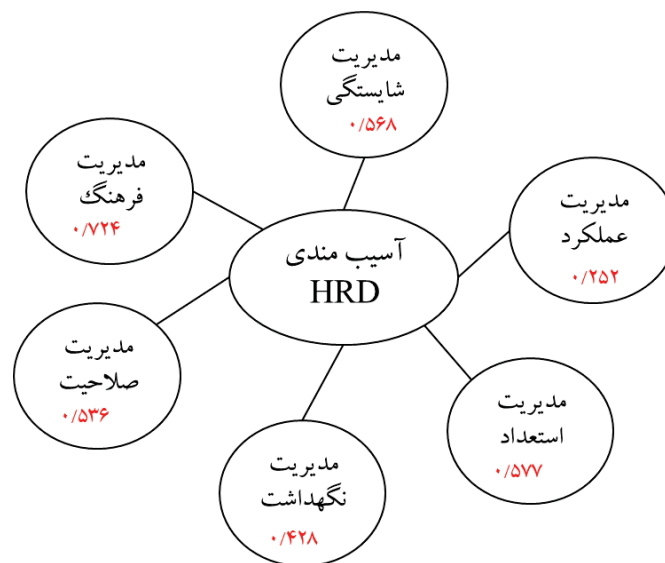 مدیریت
شایستگی
۰/۵۶۸
مدیریت
فرهنگ
۰/۷۲۴
مدیریت
عملکرد
۰/۲۵۲
آسیب مندی
HRD
مدیریت
صلاحیت
۰/۵۳۶
مدیریت
استعداد
۰/۵۷۷
مدیریت
نگهداشت
۰/۴۲۸